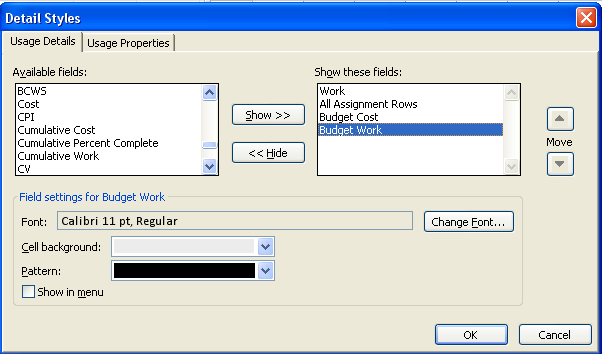 Detail Styles
Usage Details
Usage Properties
Available fields:
BCWS
Cost
CPI
Cumulative Cost
Cumulative Percent Complete
Cumulative Work
CV
Show >>
<< Hide
Show these fields:
Work
All Assignment Rows
Budget Cost
Budget Work
Move
Field settings for Budget Work
Font: Calibri 11 pt, Regular
Change Font...
Cell background:
Pattern:
Show in menu
OK
Cancel